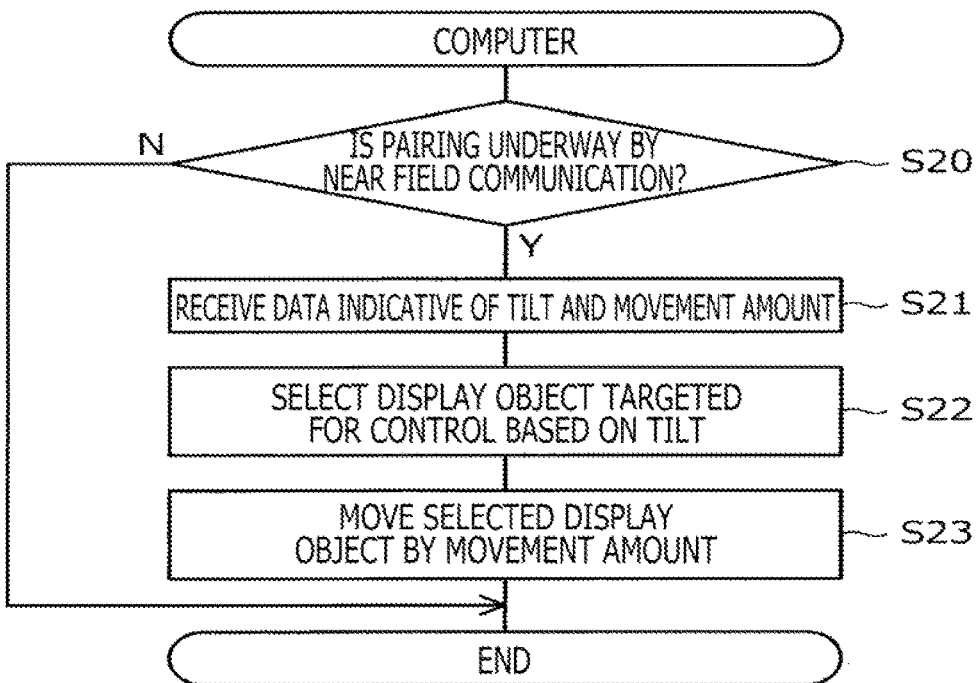 COMPUTER
IS PAIRING UNDERWAY BY
NEAR FIELD COMMUNICATION?
N
S20
Y
RECEIVE DATA INDICATIVE OF TILT AND MOVEMENT AMOUNT
S21
SELECT DISPLAY OBJECT TARGETED
FOR CONTROL BASED ON TILT
S22
MOVE SELECTED DISPLAY
OBJECT BY MOVEMENT AMOUNT
S23
END